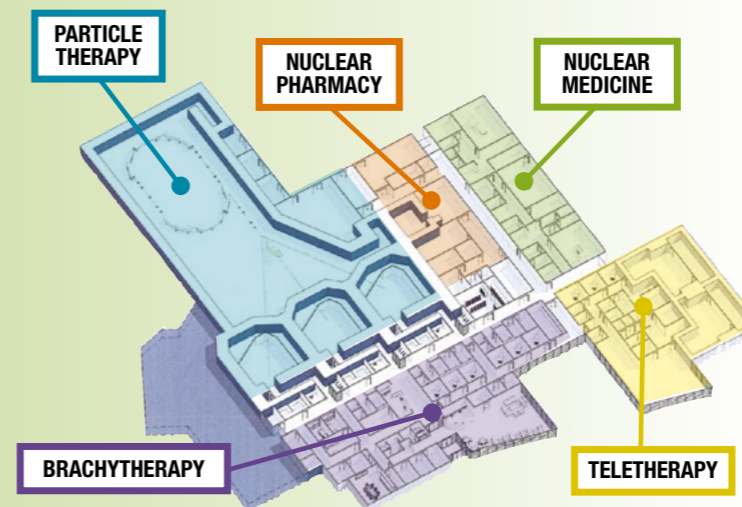 PARTICLE
THERAPY
NUCLEAR
PHARMACY
NUCLEAR
MEDICINE
BRACHYTHERAPY
TELETHERAPY